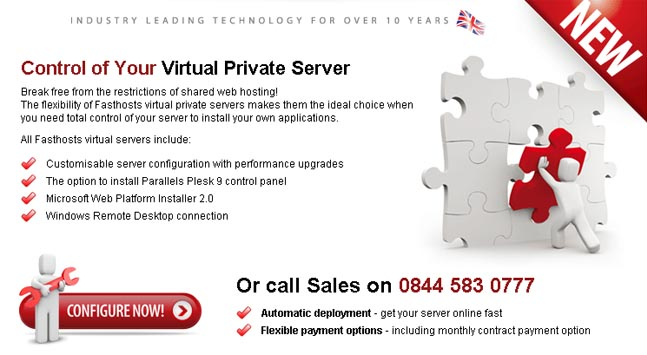 INDUSTRY LEADING TECHNOLOGY FOR OVER 10 YEARS
NEW
Control of Your Virtual Private Server
Break free from the restrictions of shared web hosting!
The flexibility of Fasthosts virtual private servers makes them the ideal choice when
you need total control of your server to install your own applications.
All Fasthosts virtual servers include:
Customisable server configuration with performance upgrades
The option to install Parallels Plesk 9 control panel
Microsoft Web Platform Installer 2.0
Windows Remote Desktop connection
CONFIGURE NOW!
Or call Sales on 0844 583 0777
Automatic deployment - get your server online fast
Flexible payment options - including monthly contract payment option